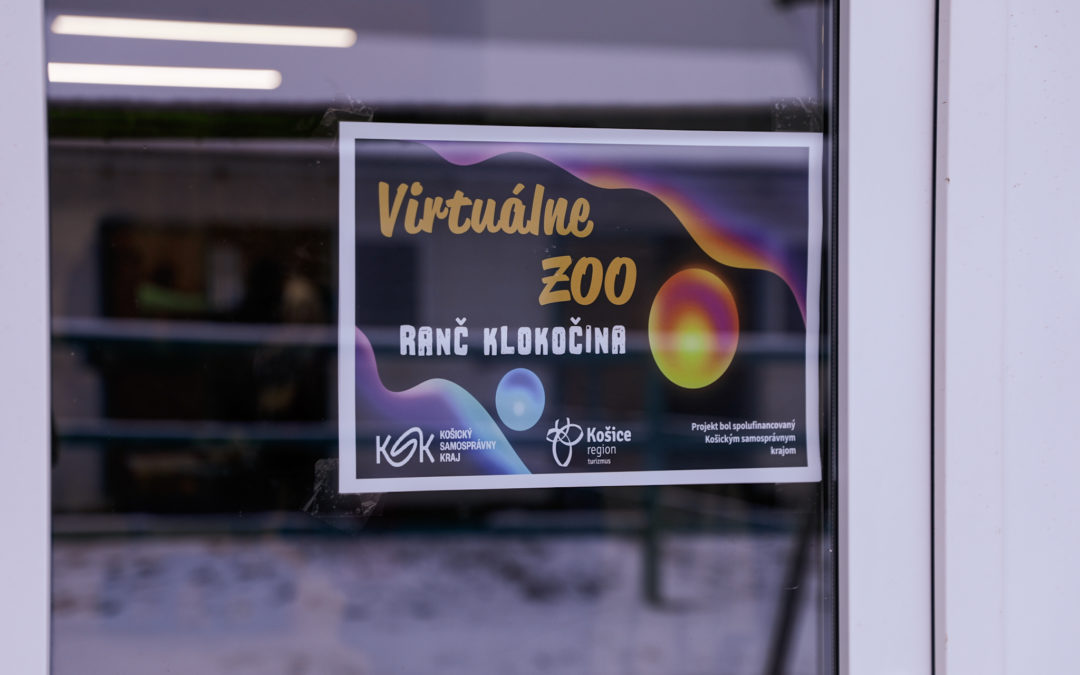 Virtuálne
ZOO
RANČ KLOKOČINA
KSK
KOŠICKÝ
SAMOSPRÁVNY
KRAJ
Košice
region
turizmus
Projekt bol spolufinancovaný
Košickým samosprávnym
krajom